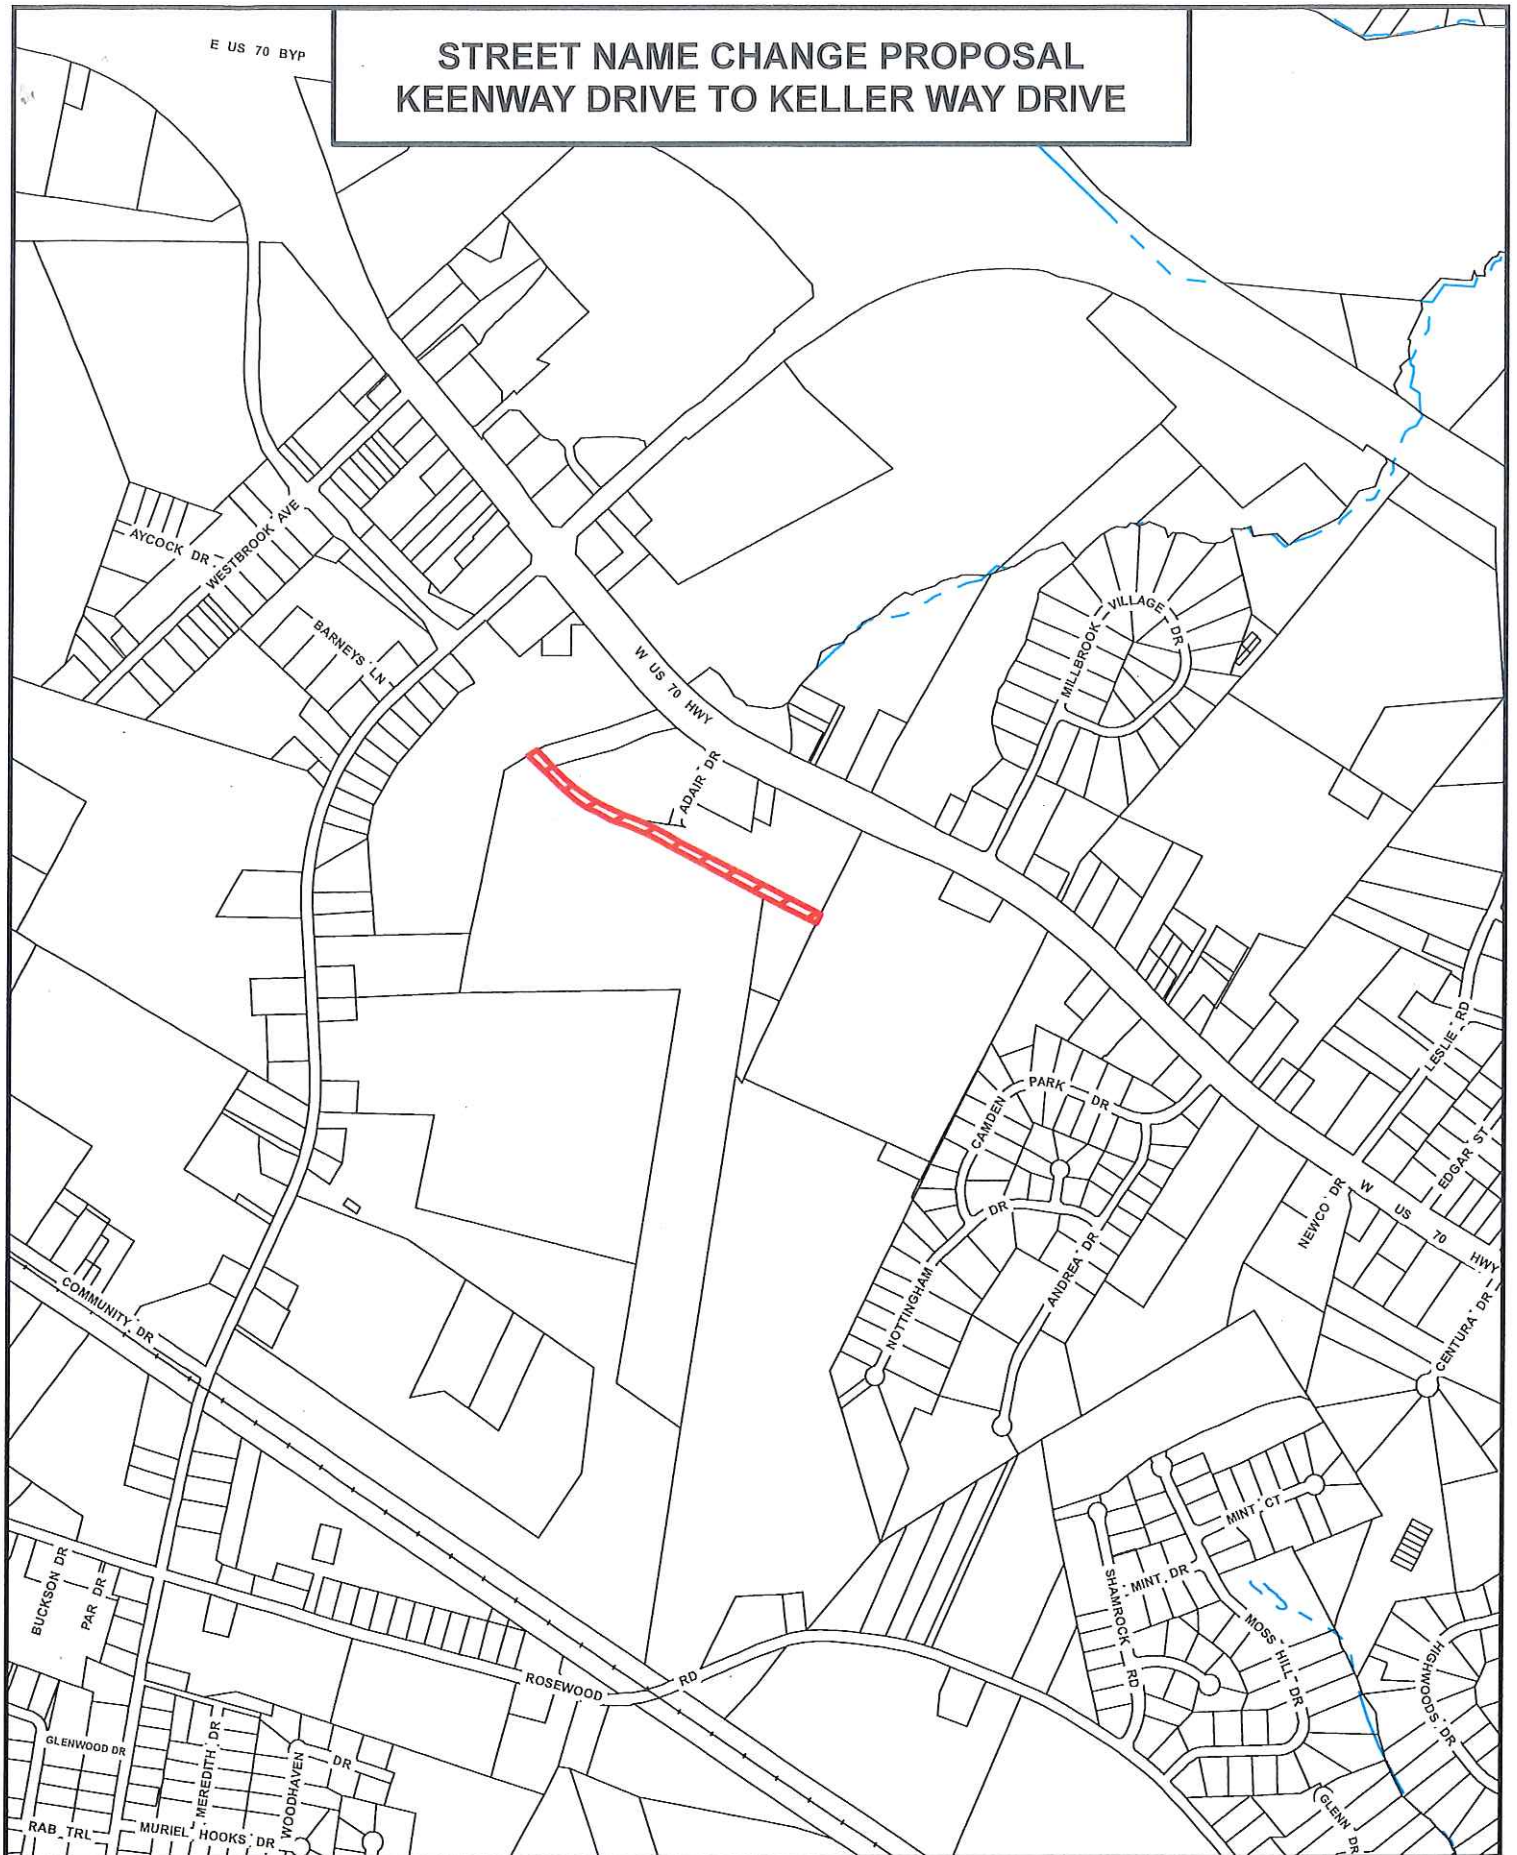 E US 70 BYP
STREET NAME CHANGE PROPOSAL
KEENWAY DRIVE TO KELLER WAY DRIVE
AYCOCK DR
WESTBROOK AVE
BARNEYS LN
W US 70 HWY
MILLBROOK VILLAGE DR
ADAIR DR
LESLIE RD
CAMDEN PARK DR
EDGAR ST
NEWCO DR
W US 70 HWY
NOTTINGHAM DR
ANDREA DR
CENTURA DR
COMMUNITY DR
MINT CT
BUCKSON DR
PAR DR
MINT DR
SHAMROCK RD
MOSS HILL DR
HIGHWOODS DR
ROSEWOOD RD
GLENWOOD DR
MEREDITH DR
WOODHAVEN DR
GLENN DR
RAB TRL
MURIEL HOOKS DR